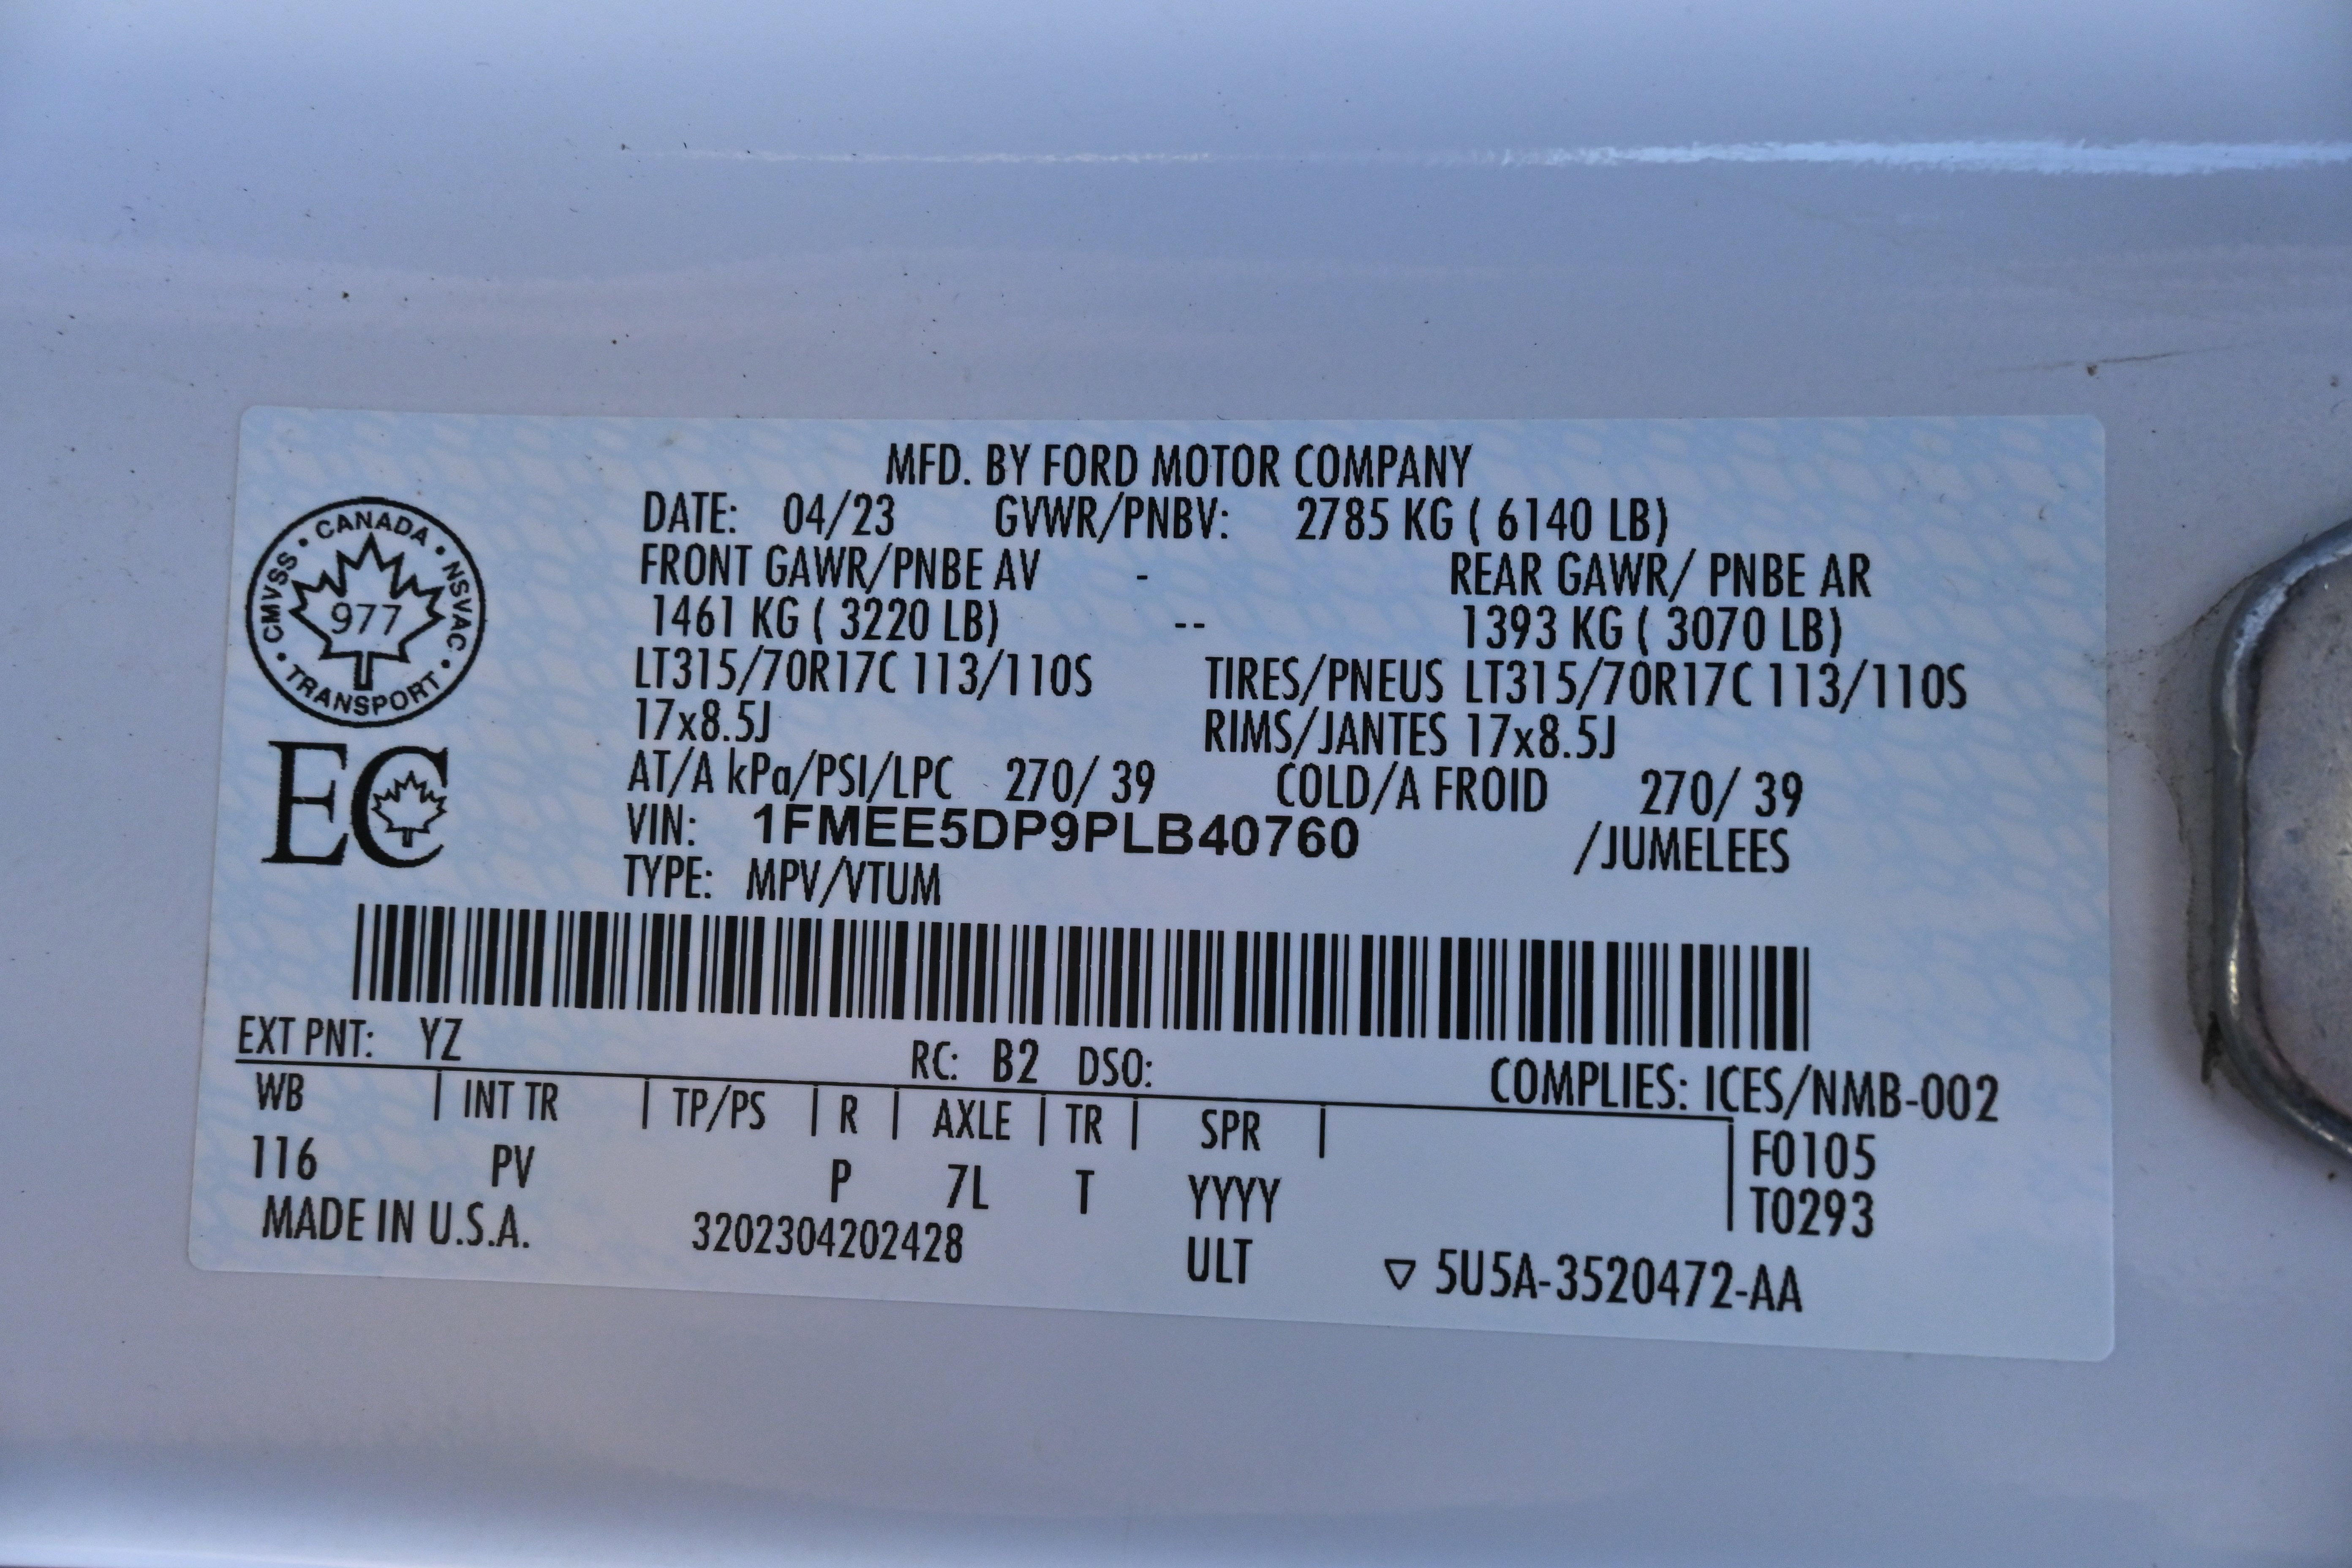 MFD. BY FORD MOTOR COMPANY
DATE: 04/23 GVWR/PNBV: 2785 KG ( 6140 LB)
FRONT GAWR/PNBE AV - REAR GAWR/ PNBE AR
1461 KG ( 3220 LB) -- 1393 KG ( 3070 LB)
LT315/70R17C 113/110S TIRES/PNEUS LT315/70R17C 113/110S
17x8.5J RIMS/JANTES 17x8.5J
AT/A kPa/PSI/LPC 270/ 39 COLD/A FROID 270/ 39
VIN: 1FMEE5DP9PLB40760 /JUMELEES
TYPE: MPV/VTUM
CANADA • NSVAC • TRANSPORT • CMVSS •
977
EC
EXT PNT: YZ RC: B2 DSO: COMPLIES: ICES/NMB-002
WB | INT TR | TP/PS | R | AXLE | TR | SPR | F0105
116 PV P 7L T YYYY T0293
MADE IN U.S.A. 3202304202428 ULT ▽ 5U5A-3520472-AA